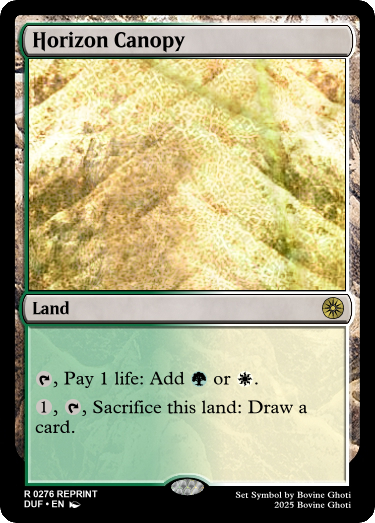 Horizon Canopy
Land
, Pay 1 life: Add or .
1, , Sacrifice this land: Draw a
card.
R 0276 REPRINT
DUF • EN
Set Symbol by Bovine Ghoti
2025 Bovine Ghoti